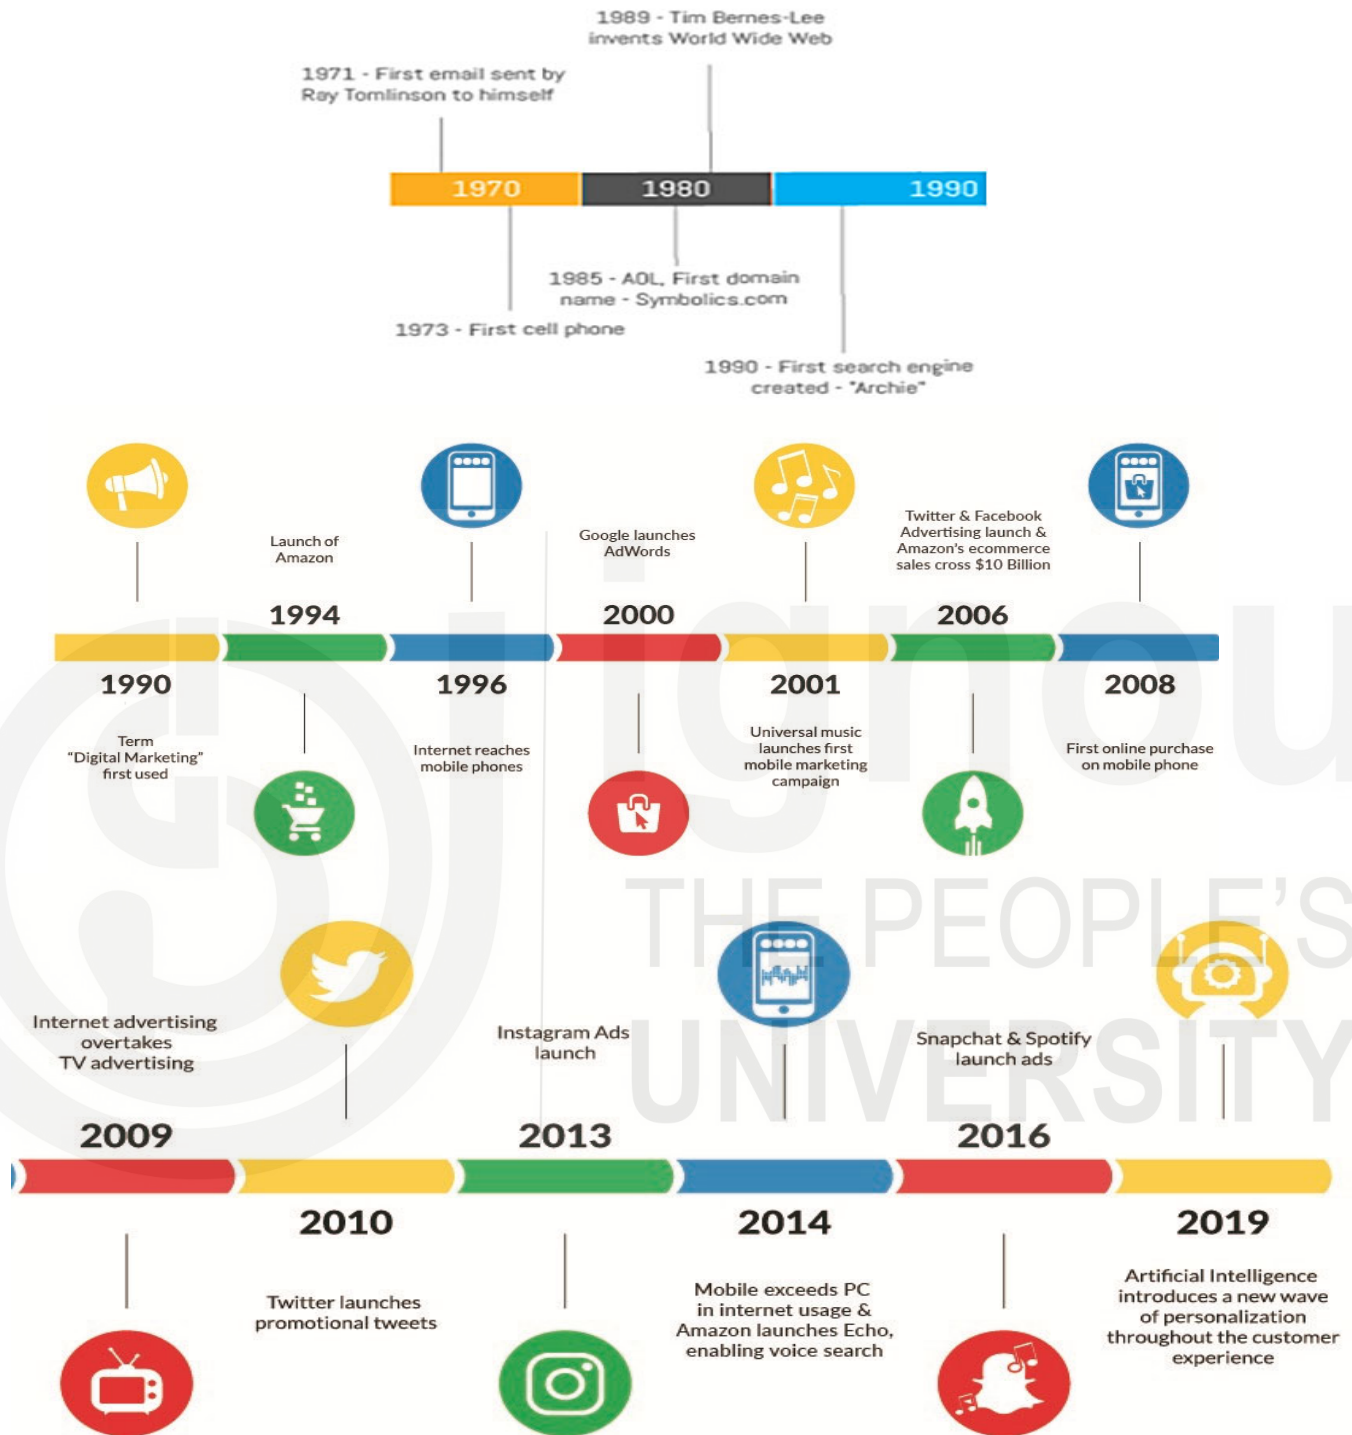 1989 - Tim Bernes-Lee
invents World Wide Web
1971 - First email sent by
Ray Tomlinson to himself
1970
1980
1990
1985 - AOL, First domain
name - Symbolics.com
1973 - First cell phone
1990 - First search engine
created - "Archie"
Launch of
Amazon
Google launches
AdWords
Twitter & Facebook
Advertising launch &
Amazon's ecommerce
sales cross $10 Billion
1994
2000
2006
1990
1996
2001
2008
Term
“Digital Marketing”
first used
Internet reaches
mobile phones
Universal music
launches first
mobile marketing
campaign
First online purchase
on mobile phone
ignou
THE PEOPLE'S
UNIVERSITY
Internet advertising
overtakes
TV advertising
Instagram Ads
launch
Snapchat & Spotify
launch ads
2009
2013
2016
2010
2014
2019
Twitter launches
promotional tweets
Mobile exceeds PC
in internet usage &
Amazon launches Echo,
enabling voice search
Artificial Intelligence
introduces a new wave
of personalization
throughout the customer
experience